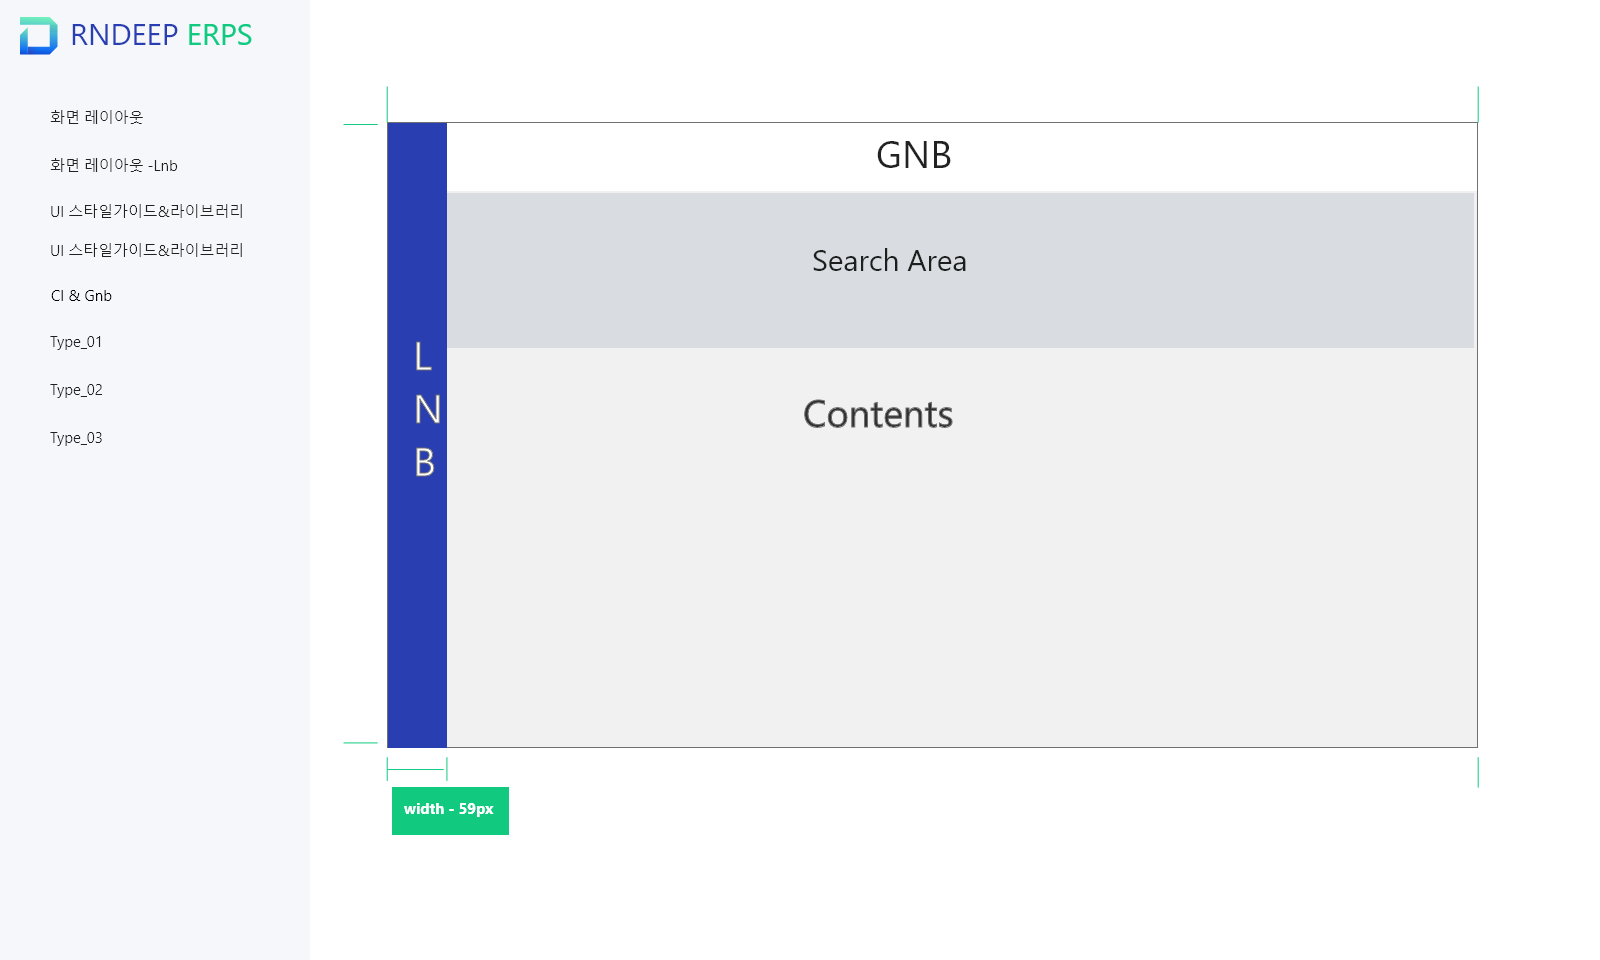 RNDEEP ERPS
화면 레이아웃
화면 레이아웃 -Lnb
UI 스타일가이드&라이브러리
UI 스타일가이드&라이브러리
CI & Gnb
Type_01
Type_02
Type_03
GNB
Search Area
L
N
B
Contents
width - 59px